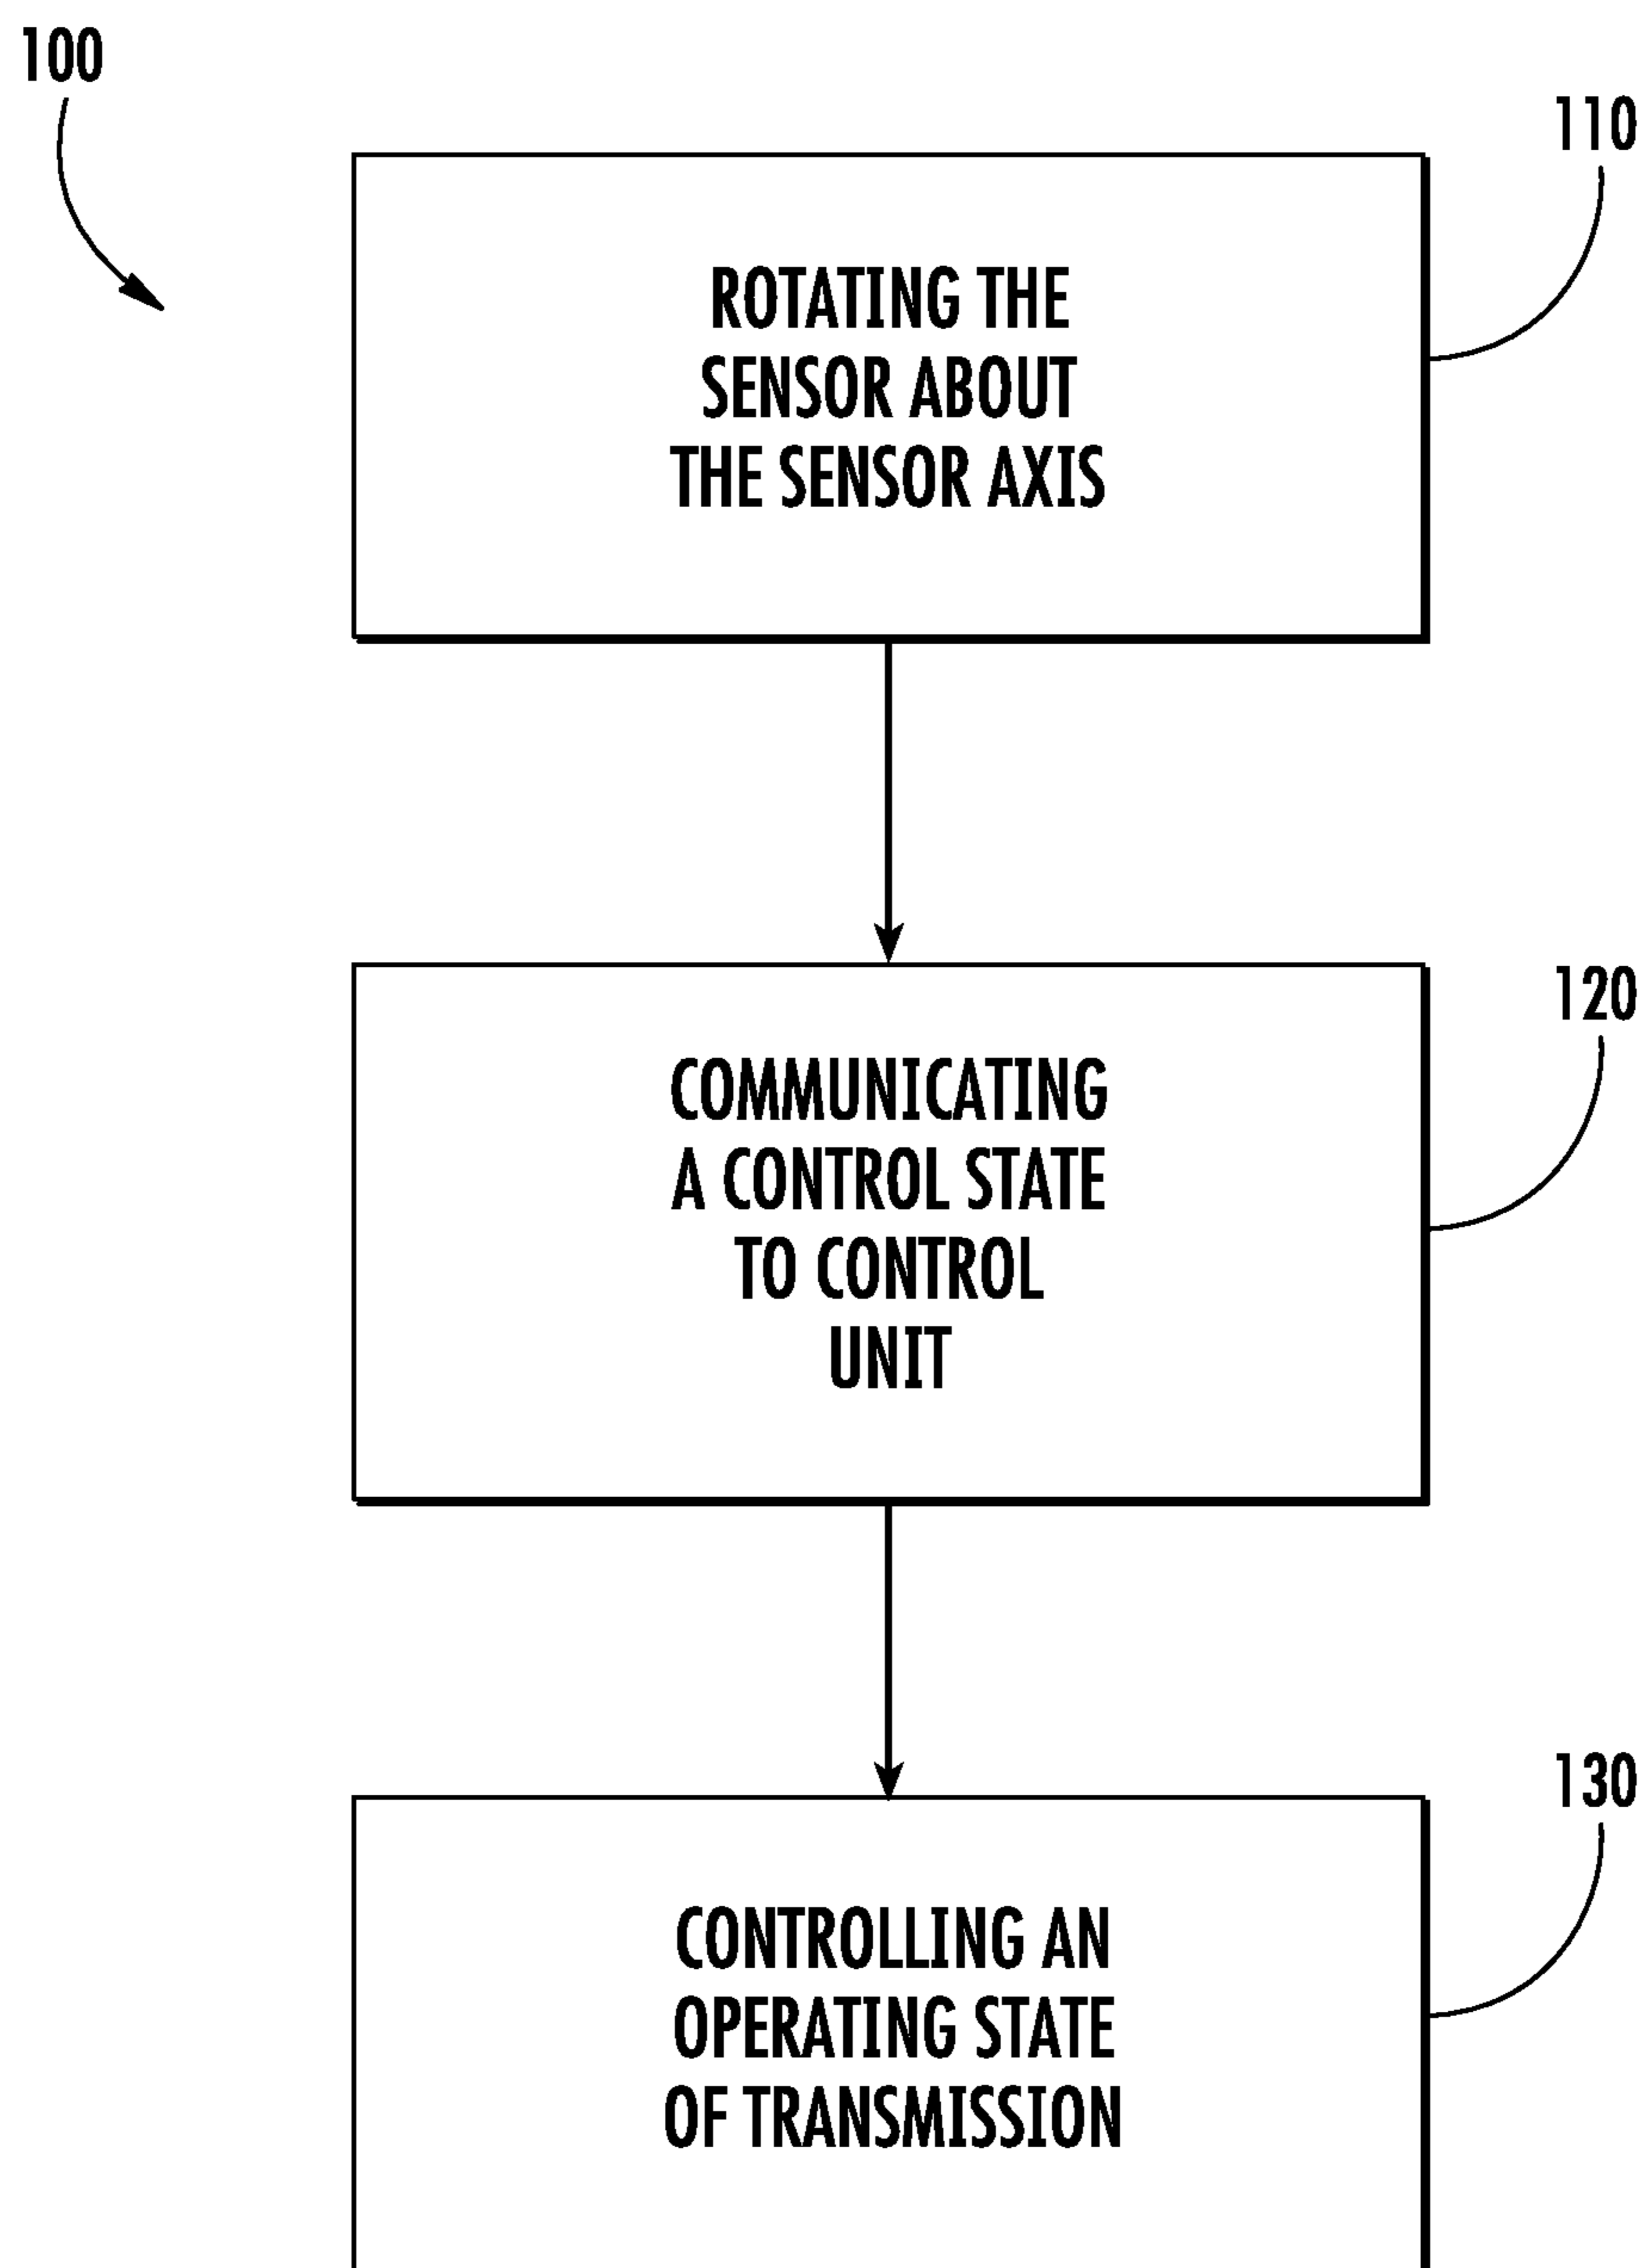 100
110
ROTATING THE
SENSOR ABOUT
THE SENSOR AXIS
120
COMMUNICATING
A CONTROL STATE
TO CONTROL
UNIT
130
CONTROLLING AN
OPERATING STATE
OF TRANSMISSION